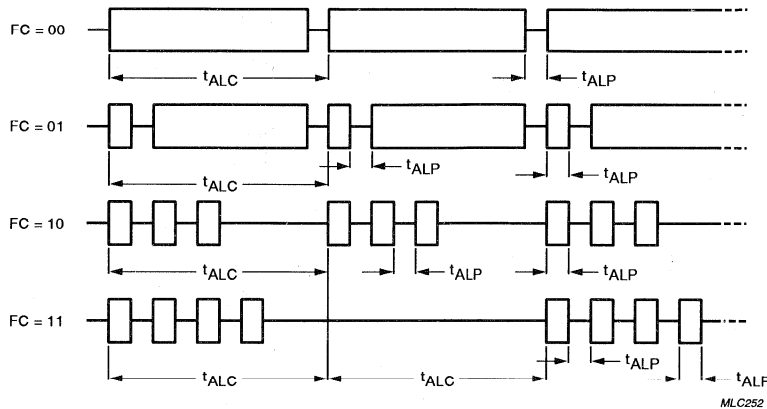 FC = 00
tALC
tALP
FC = 01
tALP
tALC
tALP
FC = 10
tALC
tALP
tALP
FC = 11
tALP
tALC
tALC
tALP
MLC252